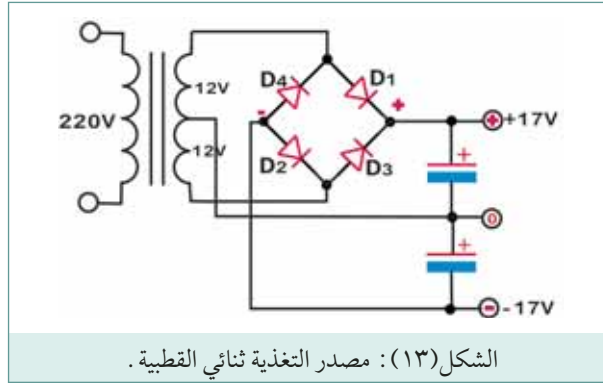 220V
12V
12V
D4
D1
D2
D3
-
+
+
+17V
+
0
+
- 17V
الشكل(١٣): مصدر التغذية ثنائي القطبية.